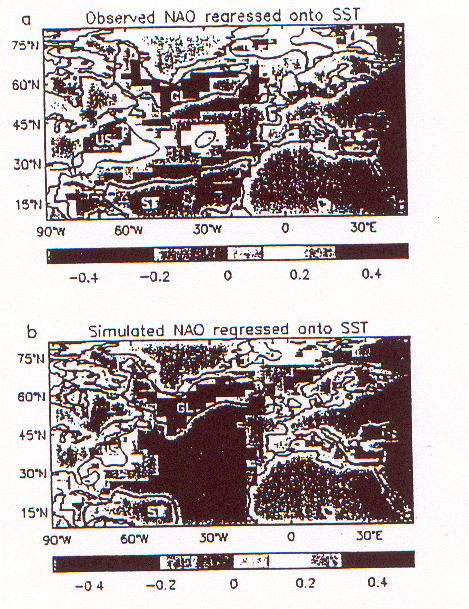 a
Observed NAO regressed onto SST
75°N
60°N
45°N
30°N
15°N
GL
US
ST
90°W 60°W 30°W 0 30°E
-0.4 -0.2 0 0.2 0.4
b
Simulated NAO regressed onto SST
75°N
60°N
45°N
30°N
15°N
GL
US
ST
90°W 60°W 30°W 0 30°E
-0.4 -0.2 0 0.2 0.4